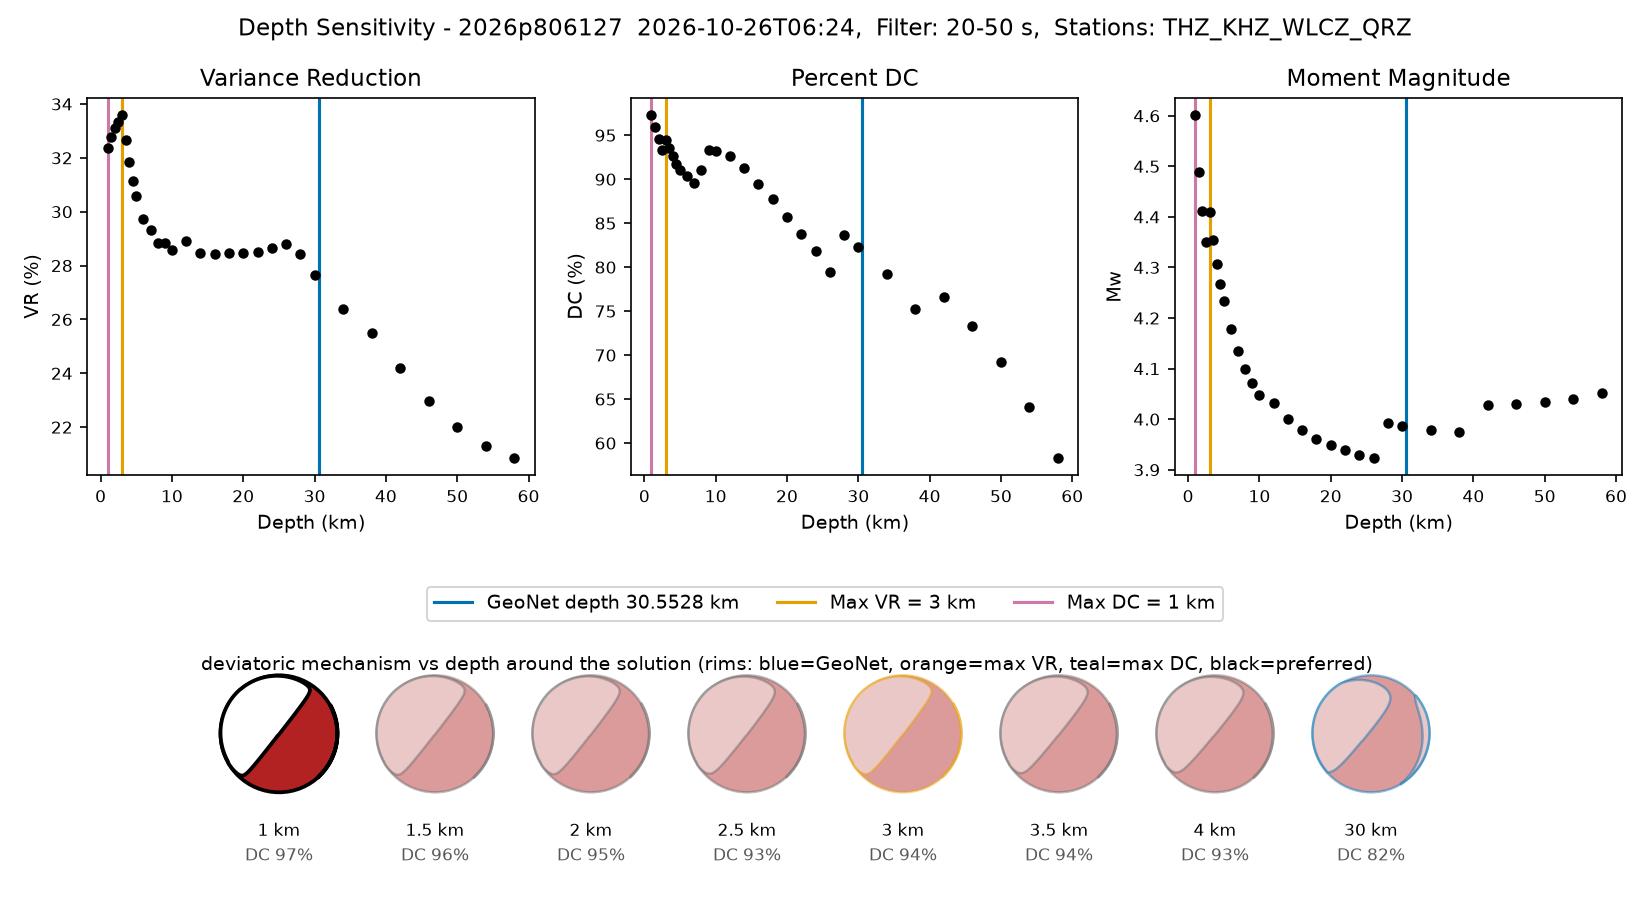 Depth Sensitivity - 2026p806127  2026-10-26T06:24,  Filter: 20-50 s,  Stations: THZ_KHZ_WLCZ_QRZ
Variance Reduction
VR (%)
34
32
30
28
26
24
22
0 10 20 30 40 50 60
Depth (km)
Percent DC
DC (%)
95
90
85
80
75
70
65
60
0 10 20 30 40 50 60
Depth (km)
Moment Magnitude
Mw
4.6
4.5
4.4
4.3
4.2
4.1
4.0
3.9
0 10 20 30 40 50 60
Depth (km)
GeoNet depth 30.5528 km  Max VR = 3 km  Max DC = 1 km
deviatoric mechanism vs depth around the solution (rims: blue=GeoNet, orange=max VR, teal=max DC, black=preferred)
1 km  1.5 km  2 km  2.5 km  3 km  3.5 km  4 km  30 km
DC 97%  DC 96%  DC 95%  DC 93%  DC 94%  DC 94%  DC 93%  DC 82%